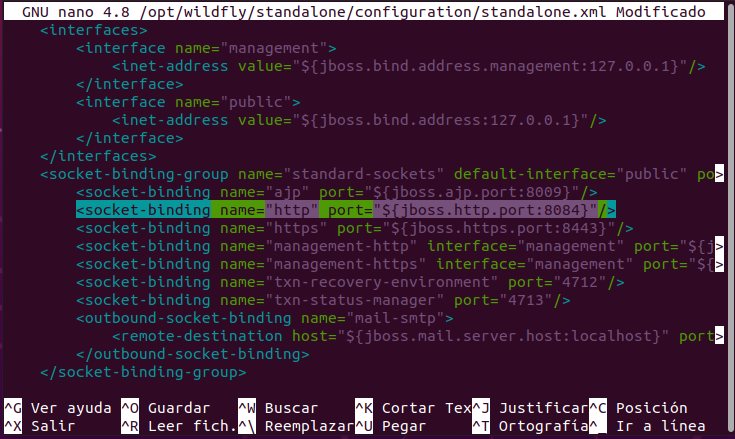 GNU nano 4.8 /opt/wildfly/standalone/configuration/standalone.xml Modificado
<interfaces>
<interface name="management">
<inet-address value="${jboss.bind.address.management:127.0.0.1}"/>
</interface>
<interface name="public">
<inet-address value="${jboss.bind.address:127.0.0.1}"/>
</interface>
</interfaces>
<socket-binding-group name="standard-sockets" default-interface="public" po>
<socket-binding name="ajp" port="${jboss.ajp.port:8009}"/>
<socket-binding name="http" port="${jboss.http.port:8084}"/>
<socket-binding name="https" port="${jboss.https.port:8443}"/>
<socket-binding name="management-http" interface="management" port="${j>
<socket-binding name="management-https" interface="management" port="${>
<socket-binding name="txn-recovery-environment" port="4712"/>
<socket-binding name="txn-status-manager" port="4713"/>
<outbound-socket-binding name="mail-smtp">
<remote-destination host="${jboss.mail.server.host:localhost}" port>
</outbound-socket-binding>
</socket-binding-group>
^G Ver ayuda ^O Guardar ^W Buscar ^K Cortar Tex ^J Justificar ^C Posición
^X Salir ^R Leer fich. ^\ Reemplazar ^U Pegar ^T Ortografía ^_ Ir a línea